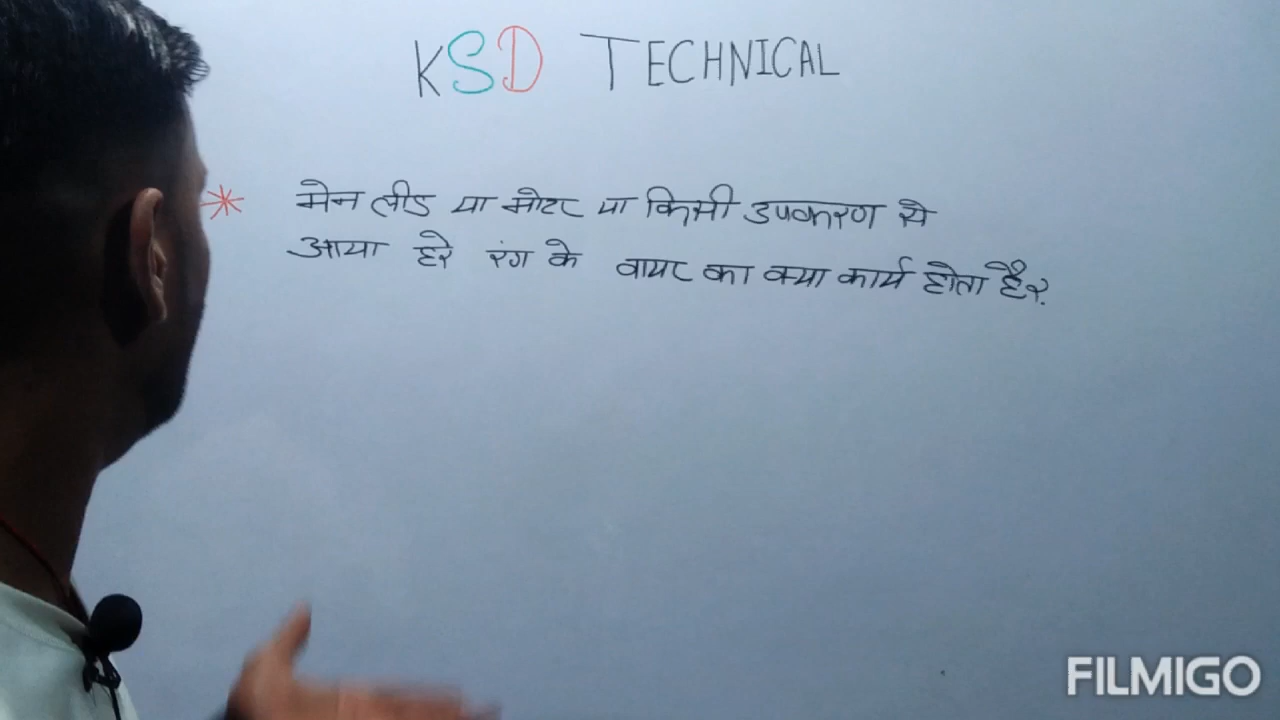 KSD TECHNICAL
* मेन लीड या मोटर या किसी उपकरण से
आया हरे रंग के वायर का क्या कार्य होता है?
FILMIGO